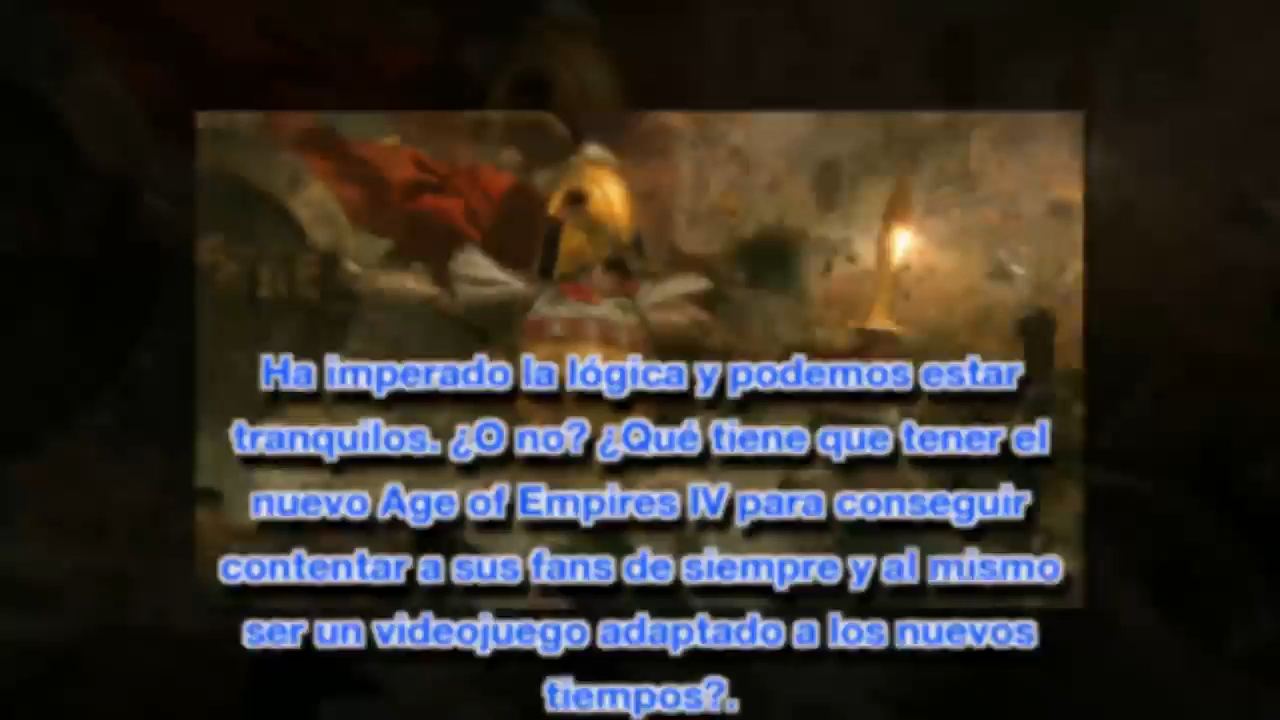 Ha imperado la lógica y podemos estar
tranquilos. ¿O no? ¿Qué tiene que tener el
nuevo Age of Empires IV para conseguir
contentar a sus fans de siempre y al mismo
ser un videojuego adaptado a los nuevos
tiempos?.